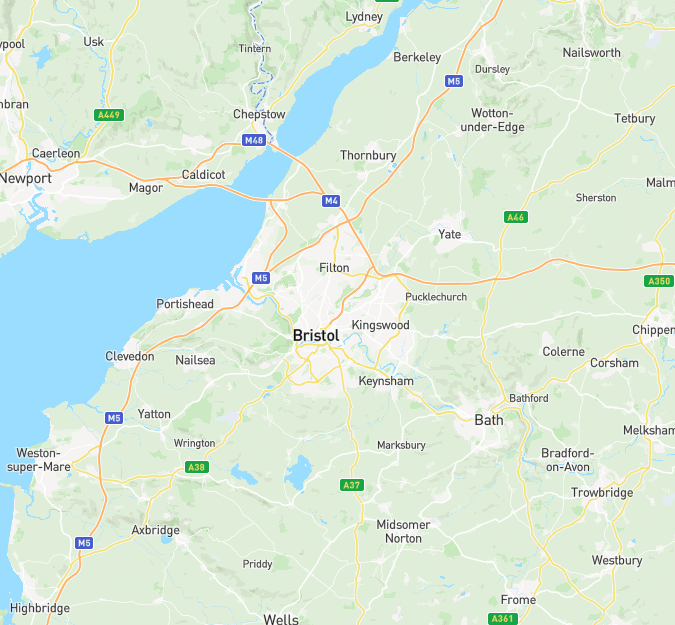 Lydney
Usk
Tintern
Berkeley
Nailsworth
ypool
Dursley
M5
nbran
A449
Chepstow
Wotton-
under-Edge
Tetbury
M48
Caerleon
Thornbury
Newport
Caldicot
Magor
Malm
Sherston
M4
A46
Yate
Filton
M5
A350
Portishead
Pucklechurch
Kingswood
Bristol
Chippen
Clevedon
Nailsea
Colerne
Corsham
Keynsham
Bathford
M5
Yatton
Bath
Melksham
Wrington
Marksbury
Weston-
super-Mare
A38
Bradford-
on-Avon
A37
Trowbridge
Axbridge
Midsomer
Norton
M5
Priddy
Westbury
Highbridge
Frome
Wells
A361